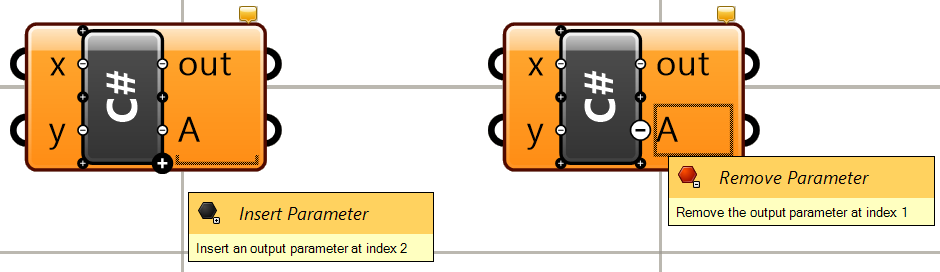 x
C#
out
y
A
Insert Parameter
Insert an output parameter at index 2
x
C#
out
y
A
Remove Parameter
Remove the output parameter at index 1